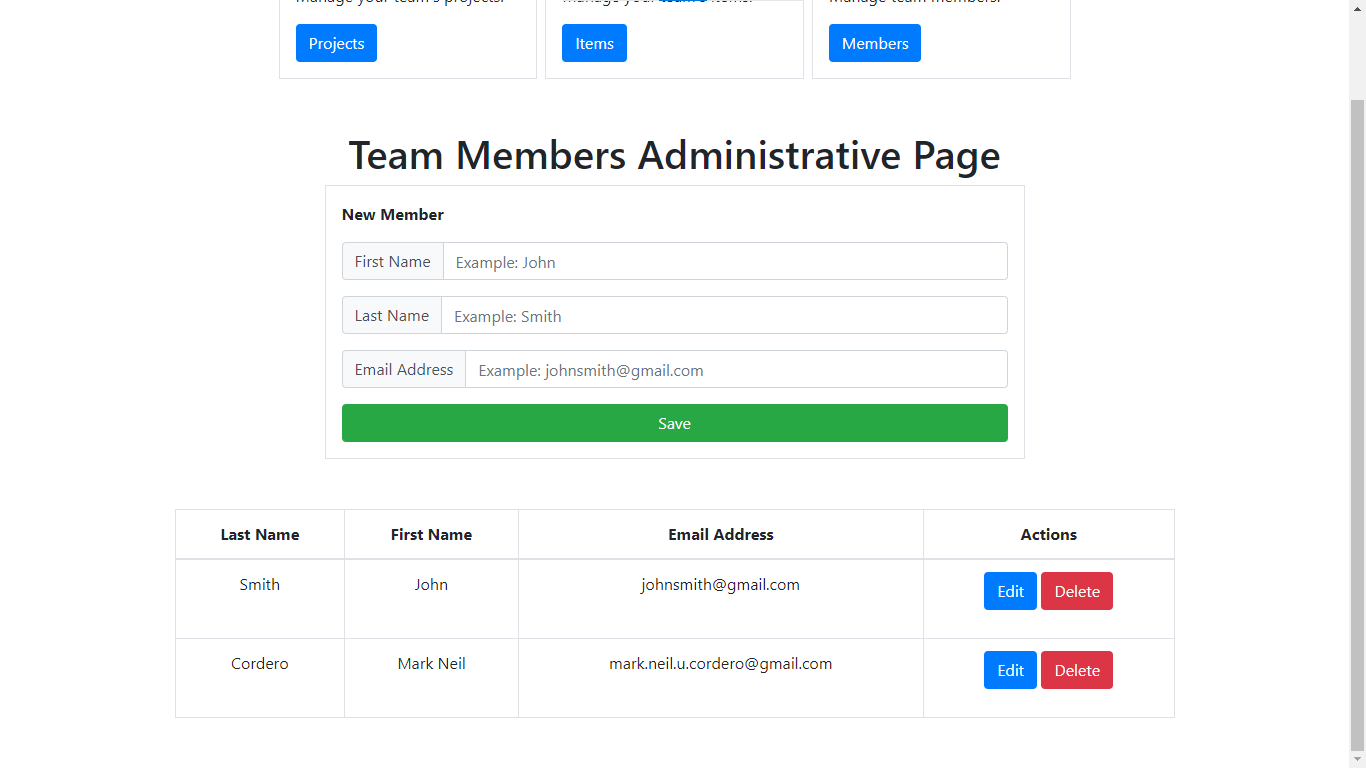 Manage your team's projects. Manage your team's items. Manage team members.
Projects Items Members
Team Members Administrative Page
New Member
First Name Example: John
Last Name Example: Smith
Email Address Example: johnsmith@gmail.com
Save
Last Name First Name Email Address Actions
Smith John johnsmith@gmail.com Edit Delete
Cordero Mark Neil mark.neil.u.cordero@gmail.com Edit Delete